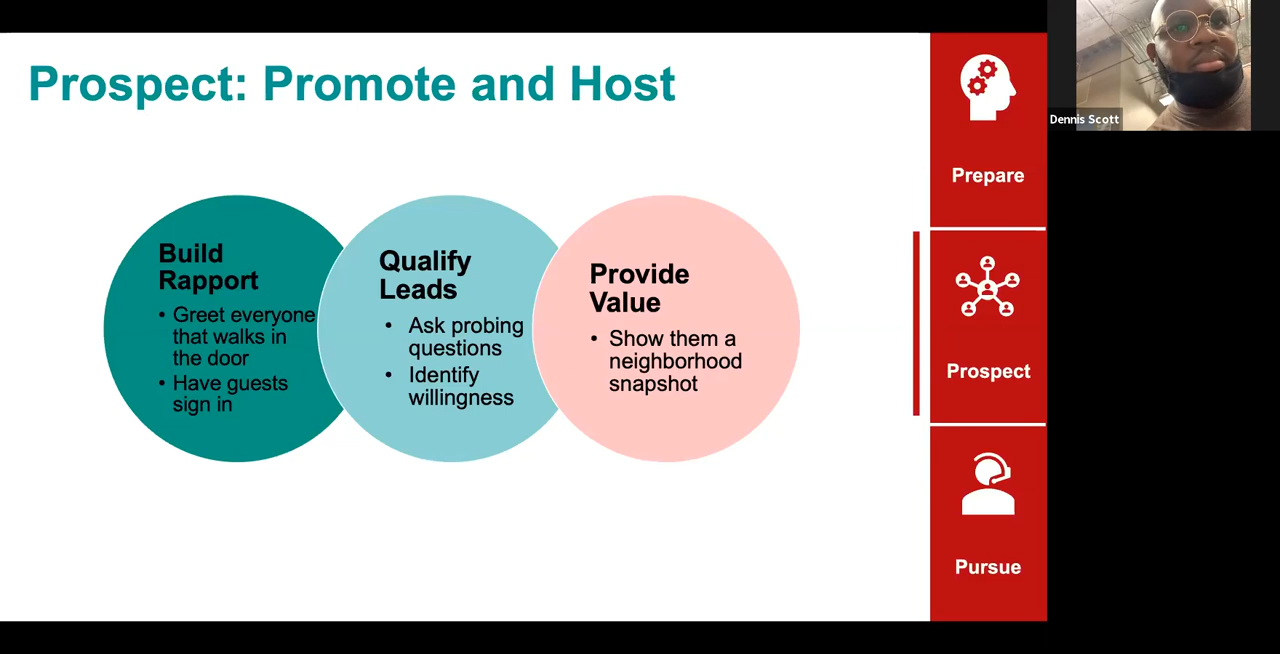 Prospect: Promote and Host
Build
Rapport
• Greet everyone
that walks in
the door
• Have guests
sign in
Qualify
Leads
• Ask probing
questions
• Identify
willingness
Provide
Value
• Show them a
neighborhood
snapshot
Prepare
Prospect
Pursue
Dennis Scott